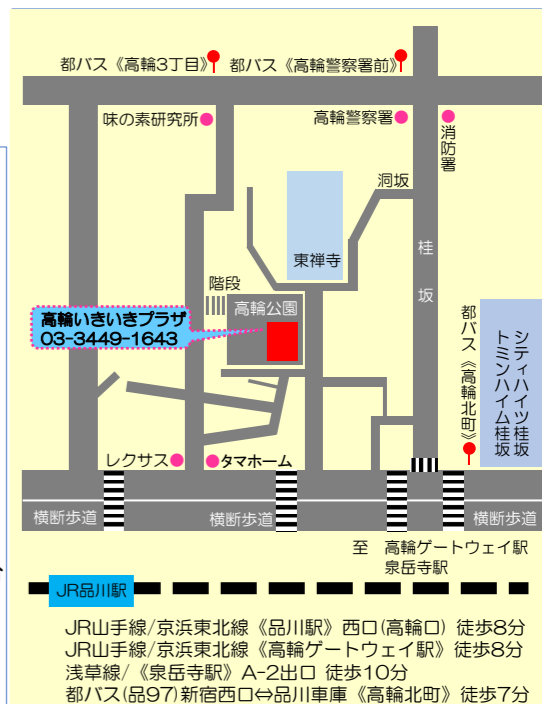 都バス《高輪3丁目》
都バス《高輪警察署前》
味の素研究所
高輪警察署
消防署
洞坂
東禅寺
桂坂
階段
高輪公園
高輪いきいきプラザ
03-3449-1643
都バス《高輪北町》
シティハイツ桂坂
トミンハイム桂坂
レクサス
タマホーム
横断歩道
横断歩道
横断歩道
至 高輪ゲートウェイ駅
泉岳寺駅
JR品川駅
JR山手線/京浜東北線《品川駅》西口(高輪口) 徒歩8分
JR山手線/京浜東北線《高輪ゲートウェイ駅》徒歩8分
浅草線/《泉岳寺駅》A-2出口 徒歩10分
都バス(品97)新宿西口⇔品川車庫《高輪北町》徒歩7分